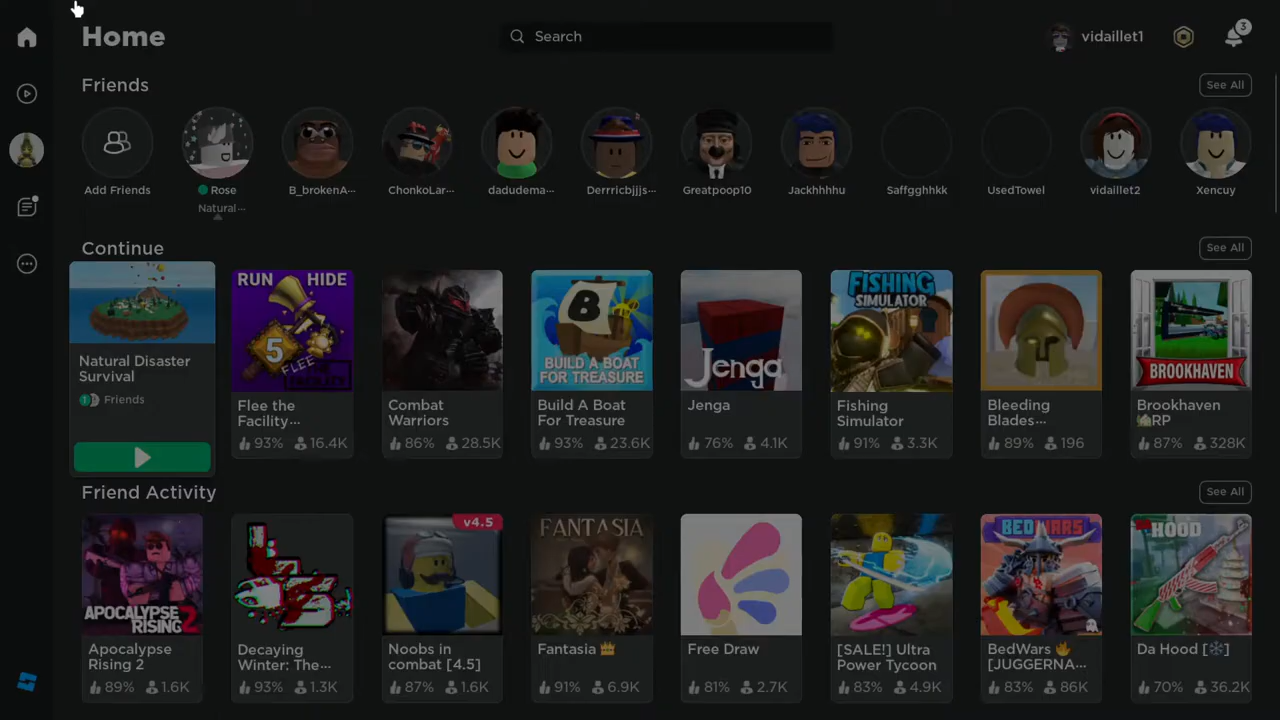 Home
Search
vidaillet1
3
Friends
See All
Add Friends
Rose
Natural...
B_brokenA...
ChonkoLar...
dadudema...
Derrricbjjjs...
Greatpoop10
Jackhhhhu
Saffgghhkk
UsedTowel
vidaillet2
Xencuy
Continue
See All
Natural Disaster
Survival
1 Friends
RUN HIDE
5
FLEE
Flee the
Facility...
93% 16.4K
Combat
Warriors
86% 28.5K
B
BUILD A BOAT
FOR TREASURE
Build A Boat
For Treasure
93% 23.6K
Jenga
Jenga
76% 4.1K
FISHING
SIMULATOR
Fishing
Simulator
91% 3.3K
Bleeding
Blades...
89% 196
BROOKHAVEN
Brookhaven
🏡RP
87% 328K
Friend Activity
See All
APOCALYPSE
RISING 2
Apocalypse
Rising 2
89% 1.6K
Decaying
Winter: The...
93% 1.3K
v4.5
Noobs in
combat [4.5]
87% 1.6K
FANTASIA
Fantasia 👑
91% 6.9K
Free Draw
81% 2.7K
[SALE!] Ultra
Power Tycoon
83% 4.9K
BEDWARS
BedWars 🔥
[JUGGERNA...
83% 86K
HOOD
Da Hood [❄️]
70% 36.2K